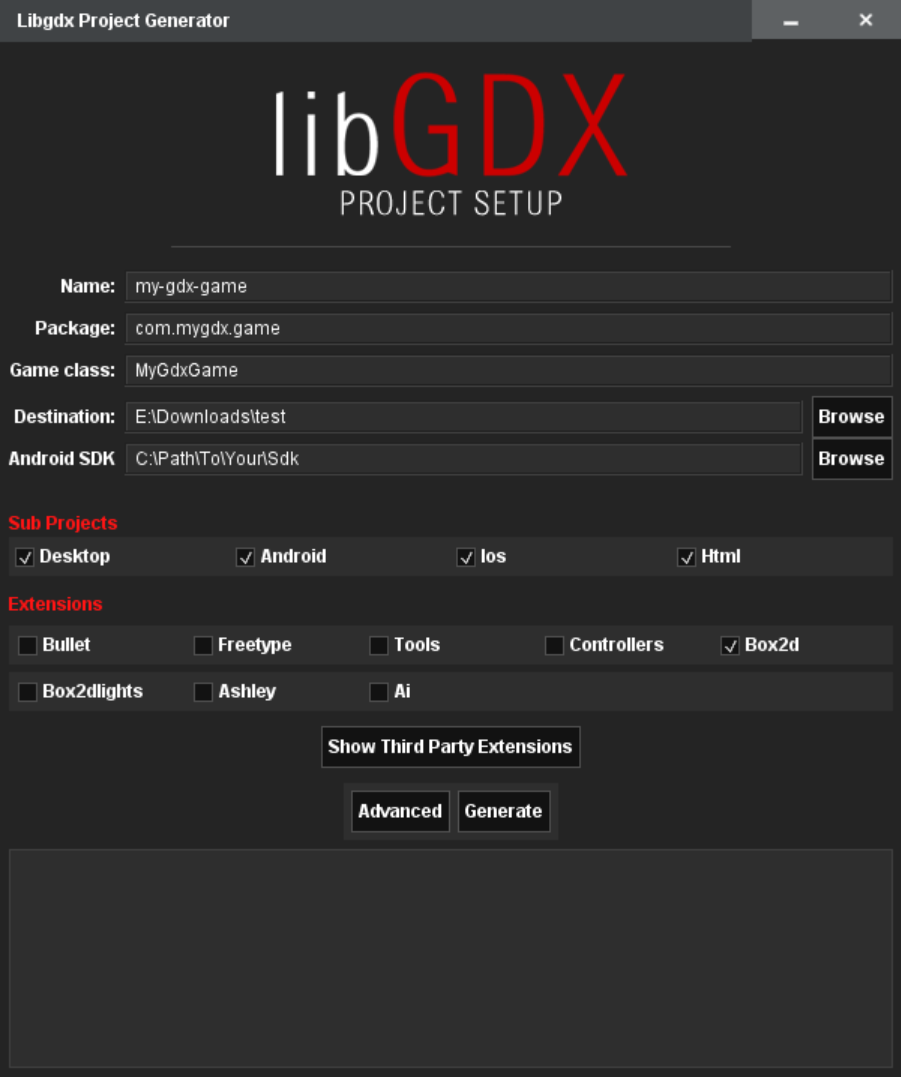 Libgdx Project Generator
libGDX
PROJECT SETUP
Name: my-gdx-game
Package: com.mygdx.game
Game class: MyGdxGame
Destination: E:\Downloads\test Browse
Android SDK C:\Path\To\Your\Sdk Browse
Sub Projects
Desktop Android Ios Html
Extensions
Bullet Freetype Tools Controllers Box2d
Box2dlights Ashley Ai
Show Third Party Extensions
Advanced Generate